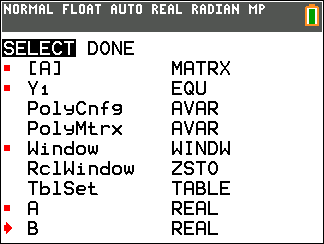 NORMAL FLOAT AUTO REAL RADIAN MP
SELECT DONE
[A] MATRX
Y₁ EQU
PolyCnfg AVAR
PolyMtrx AVAR
Window WINDW
RclWindow ZSTO
TblSet TABLE
A REAL
B REAL